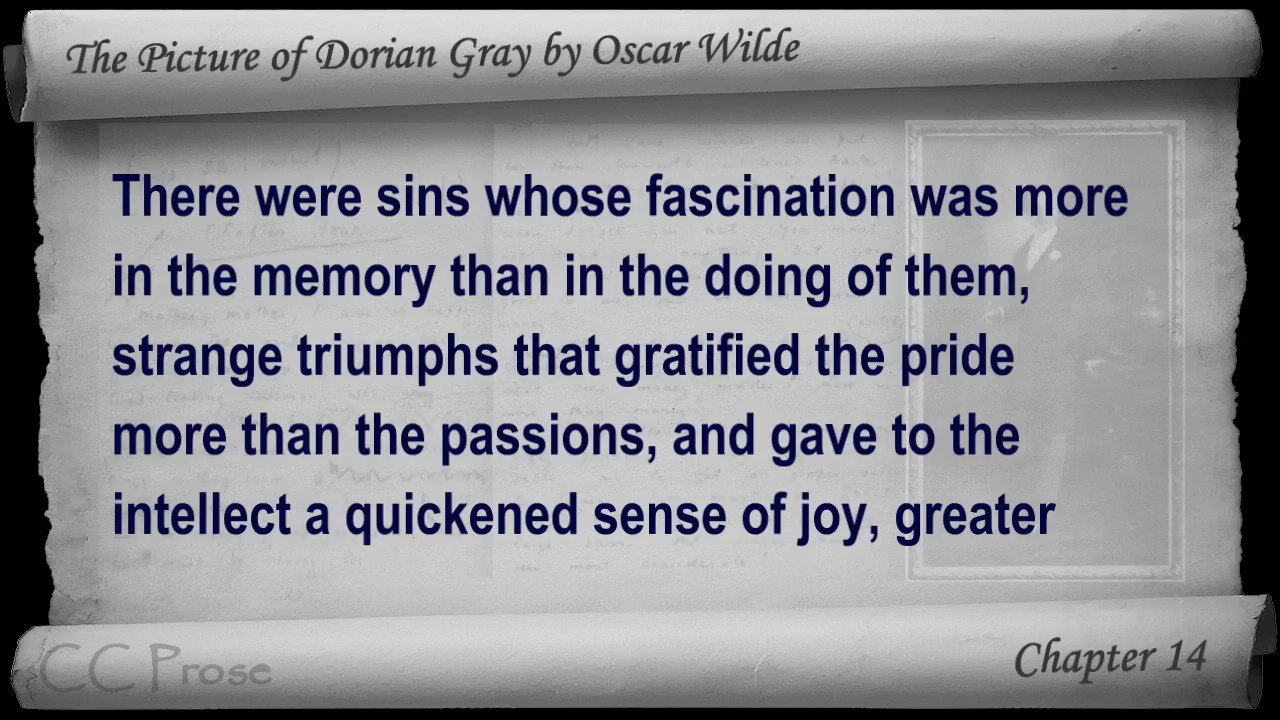 The Picture of Dorian Gray by Oscar Wilde
There were sins whose fascination was more
in the memory than in the doing of them,
strange triumphs that gratified the pride
more than the passions, and gave to the
intellect a quickened sense of joy, greater
CC Prose
Chapter 14